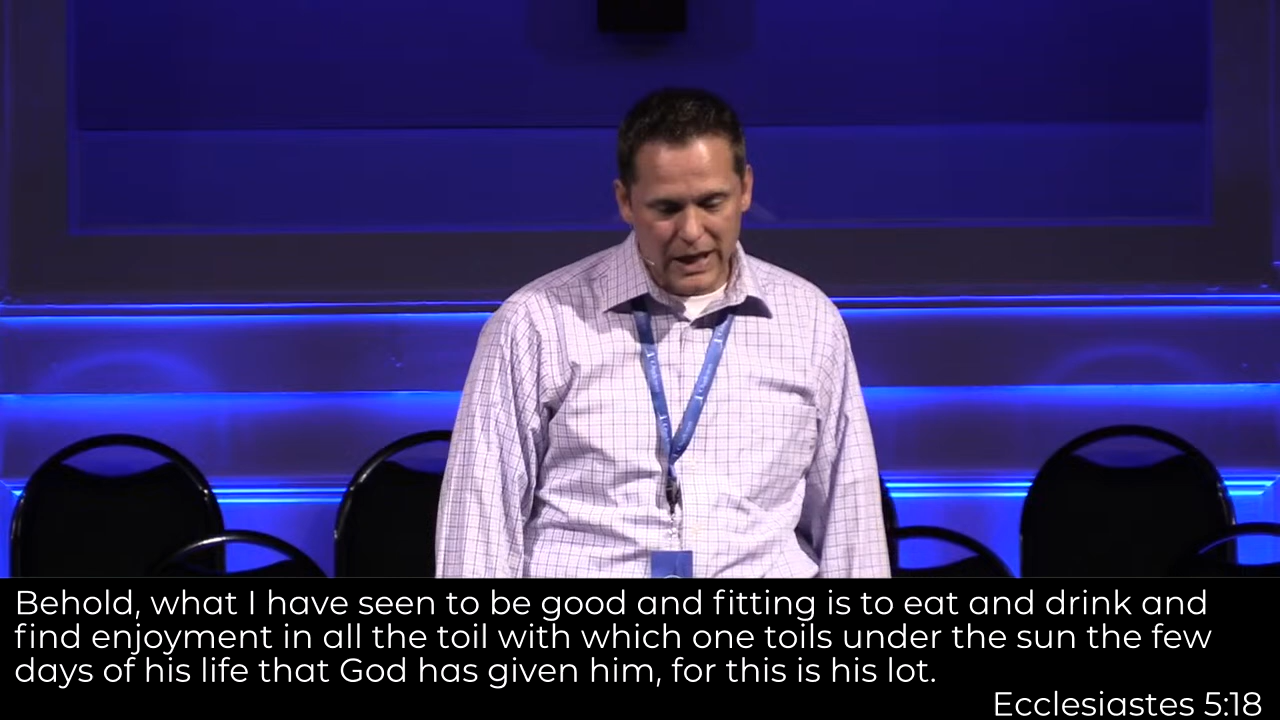 Behold, what I have seen to be good and fitting is to eat and drink and
find enjoyment in all the toil with which one toils under the sun the few
days of his life that God has given him, for this is his lot.
Ecclesiastes 5:18